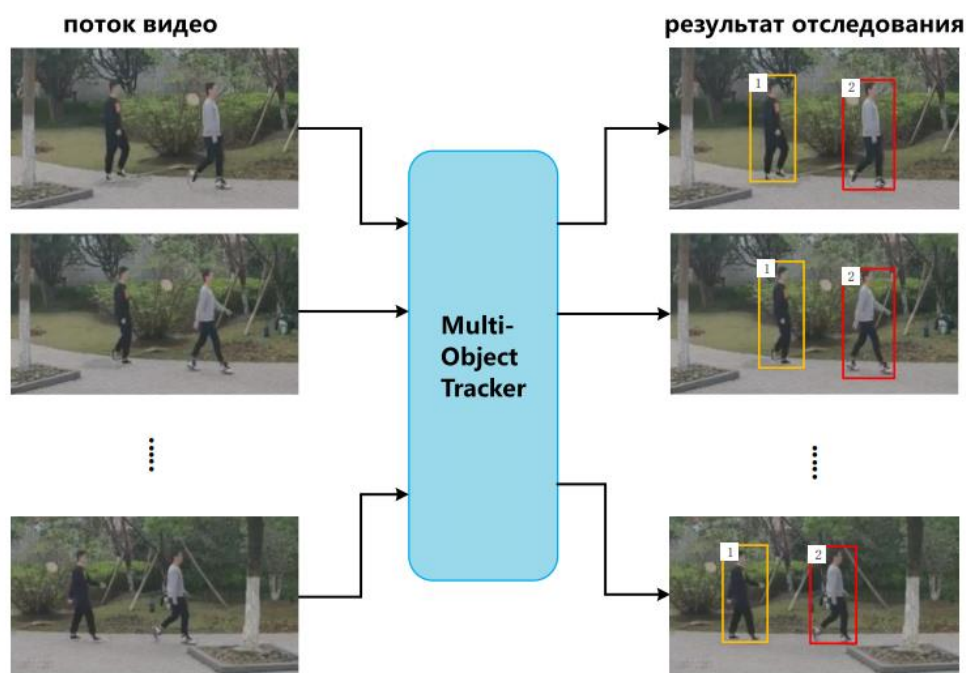 поток видео
результат отследования
1
2
1
2
Multi-
Object
Tracker
1
2